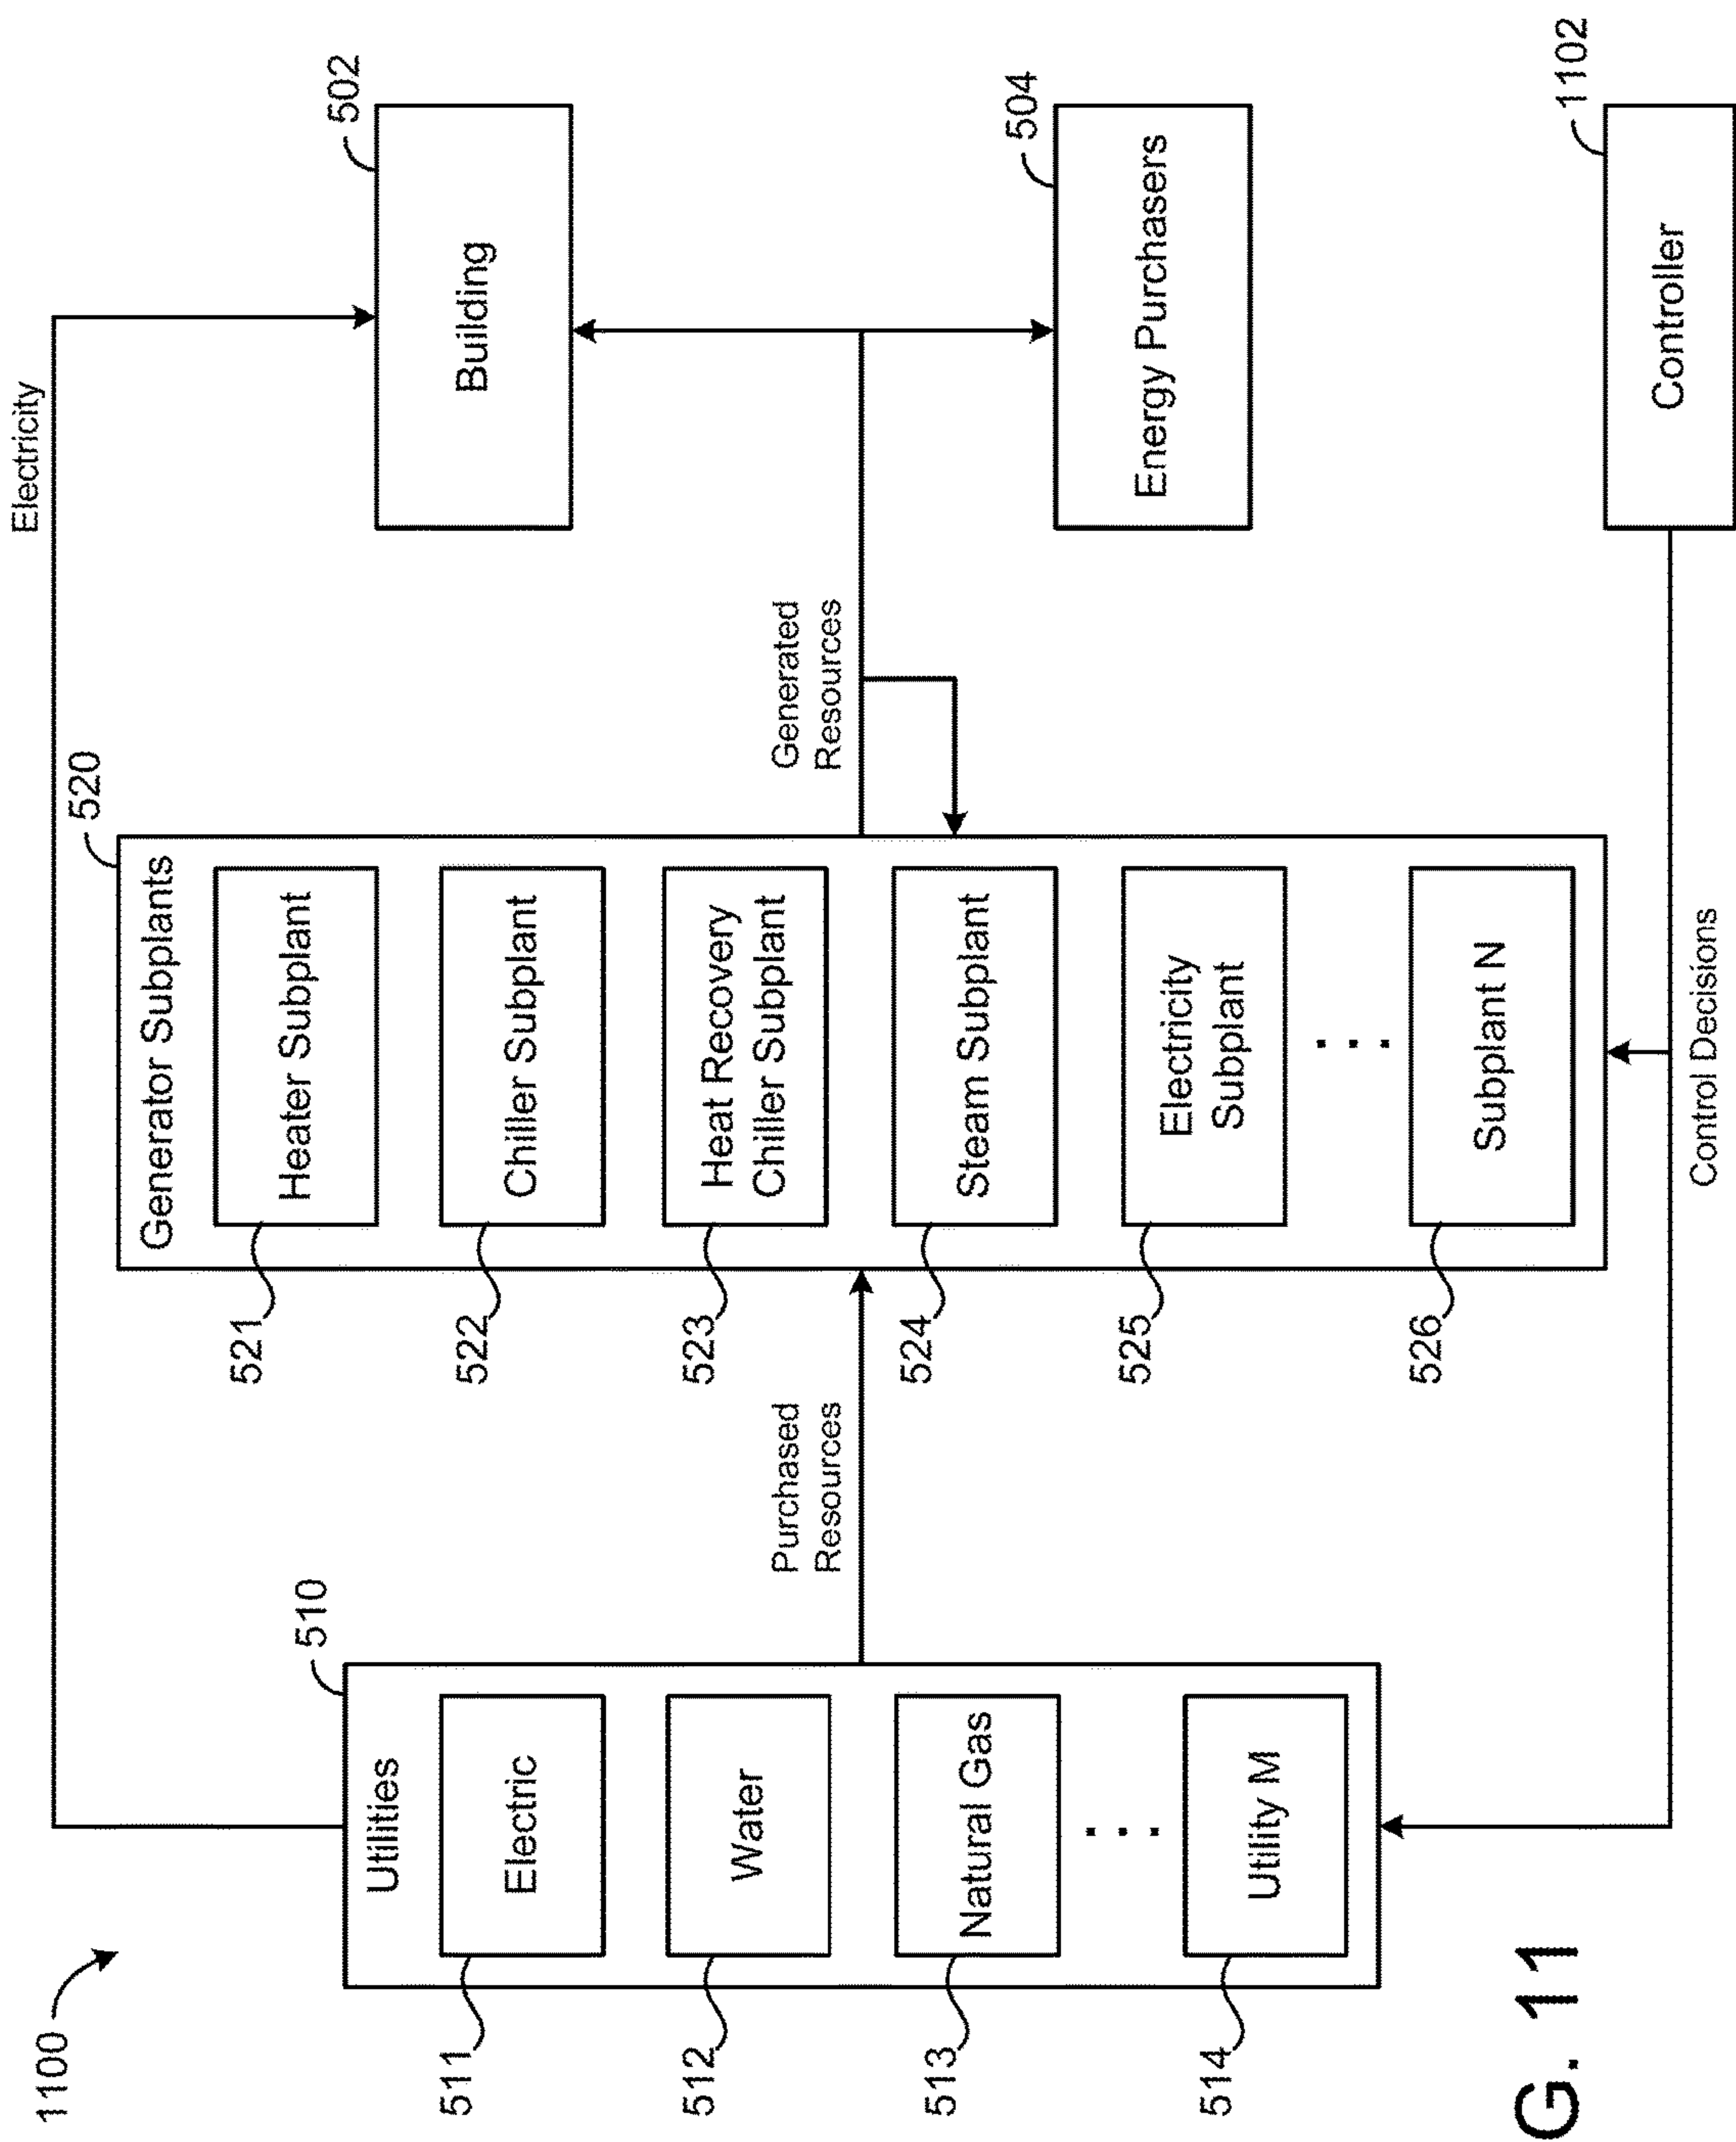 1100
Electricity
510
Utilities
511
Electric
512
Water
513
Natural Gas
. . .
514
Utility M
Purchased
Resources
520
Generator Subplants
521
Heater Subplant
522
Chiller Subplant
523
Heat Recovery
Chiller Subplant
524
Steam Subplant
525
Electricity
Subplant
. . .
526
Subplant N
Generated
Resources
502
Building
504
Energy Purchasers
1102
Controller
Control Decisions
G. 11